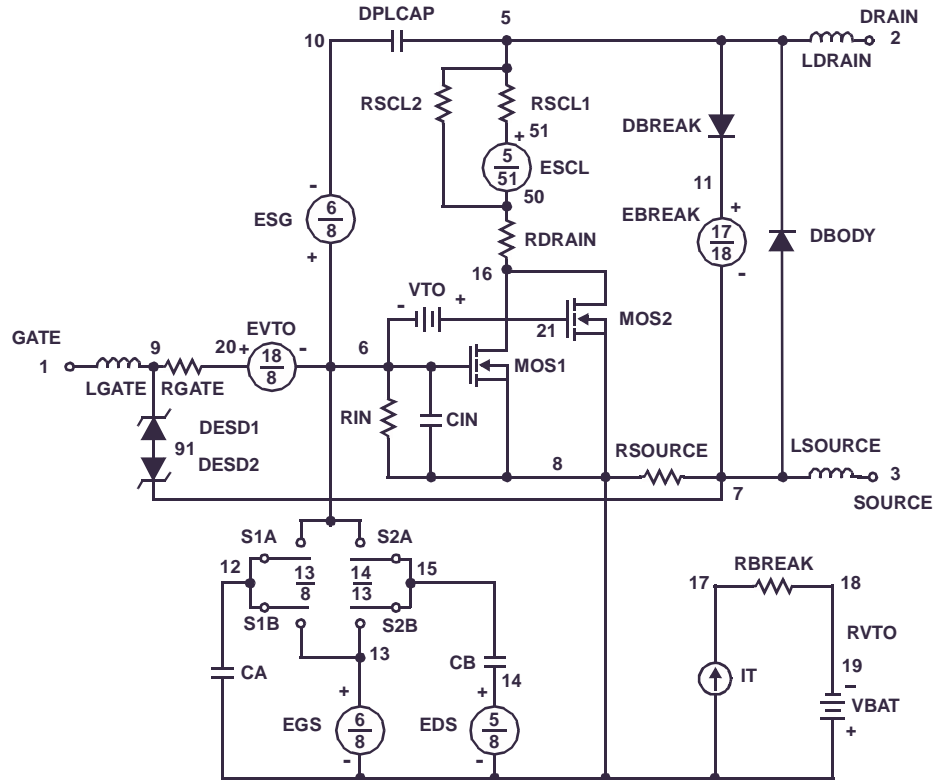 DPLCAP 5 DRAIN
10 2
LDRAIN
RSCL2 RSCL1
DBREAK
+ 51
5
51
ESCL
50
11
- +
ESG 6
8
EBREAK 17
18
DBODY
+ -
RDRAIN
16
- VTO +
21 MOS2
GATE EVTO
1 9 20 + 18
8
- 6
MOS1
LGATE RGATE
DESD1
91
DESD2
RIN CIN
8 RSOURCE LSOURCE
3
7 SOURCE
S1A S2A
12 13
8
14
13
15
S1B S2B
13
RBREAK
17 18
RVTO
19
CA CB
14
IT
-
VBAT
+
+ +
EGS 6
8
EDS 5
8
- -